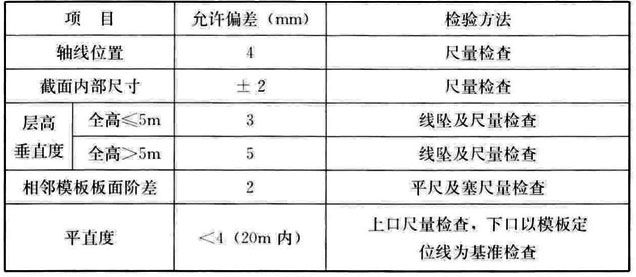 项 目 允许偏差（mm） 检验方法
轴线位置 4 尺量检查
截面内部尺寸 ±2 尺量检查
层高
垂直度
全高≤5m 3 线坠及尺量检查
全高>5m 5 线坠及尺量检查
相邻模板板面阶差 2 平尺及塞尺量检查
平直度 <4（20m 内） 上口尺量检查，下口以模板定
位线为基准检查